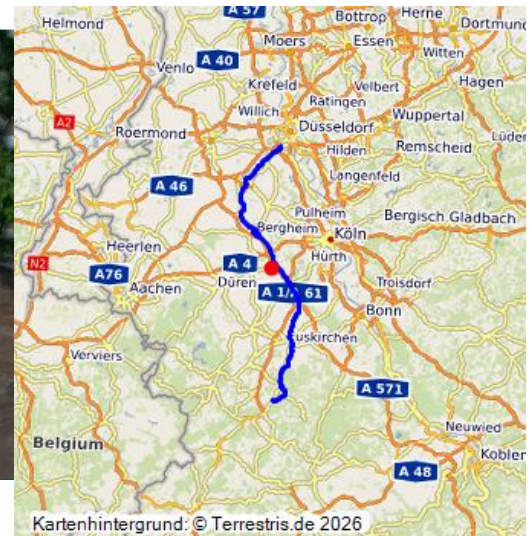 Helmond
A 57
Bottrop
Herne
Dortmund
Moers
Essen
Witten
Venlo
A 40
Krefeld
Velbert
Hagen
A2
Willich
Ratingen
Roermond
Düsseldorf
Wuppertal
Lüden
Hilden
Remscheid
A 46
Langenfeld
Pulheim
Bergheim
Bergisch Gladbach
Heerlen
Köln
N2
A76
A 4
Hürth
Düren
Aachen
A 1/A 61
Troisdorf
Bonn
Verviers
Euskirchen
A 571
Belgium
Neuwied
A 48
Koblen
Kartenhintergrund: © Terrestris.de 2026